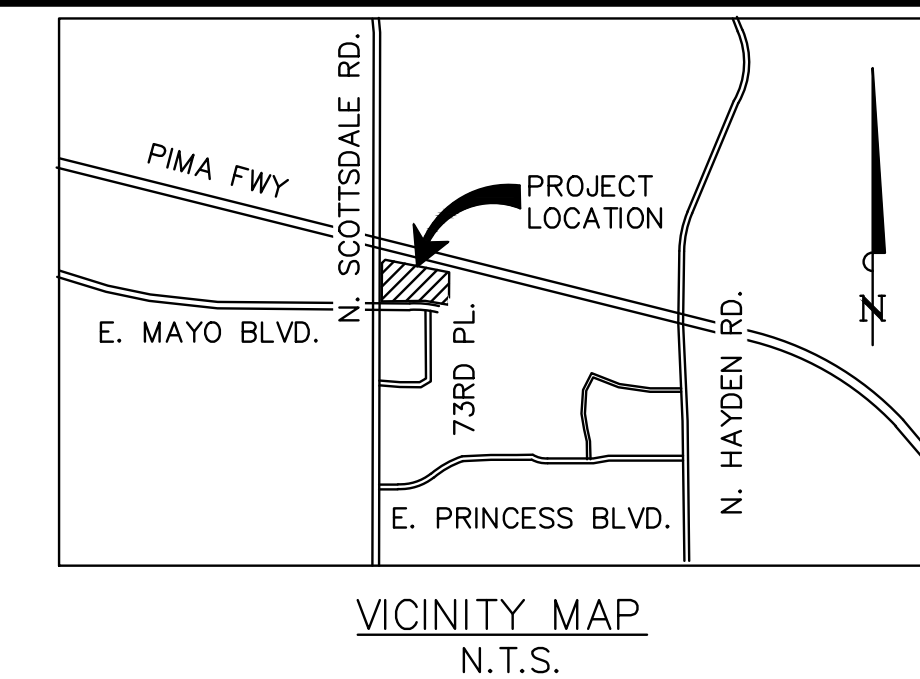 N. SCOTTSDALE RD.
PIMA FWY
PROJECT
LOCATION
N
E. MAYO BLVD.
73RD PL.
N. HAYDEN RD.
E. PRINCESS BLVD.
VICINITY MAP
N.T.S.